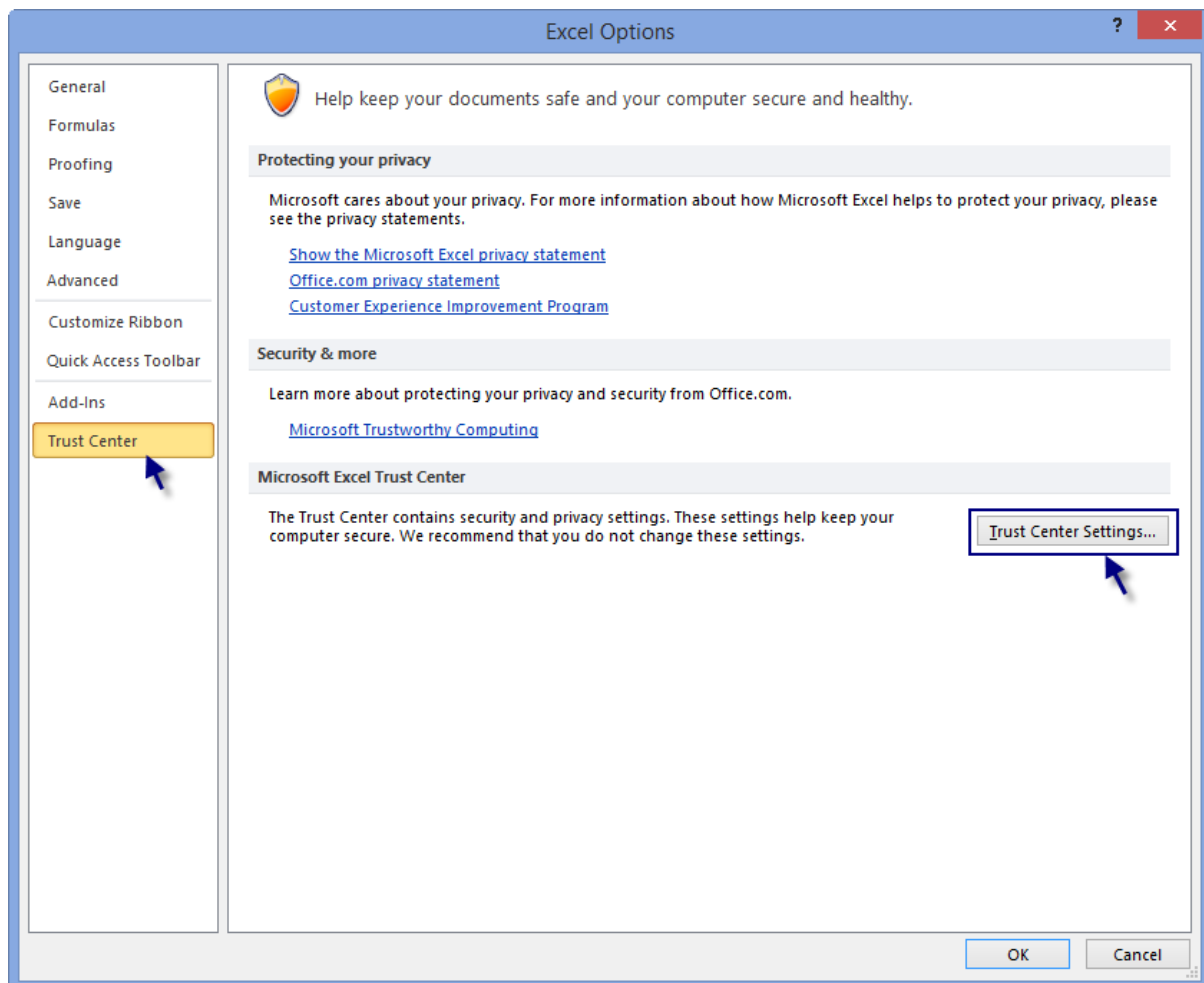 Excel Options
?
General
Formulas
Proofing
Save
Language
Advanced
Customize Ribbon
Quick Access Toolbar
Add-Ins
Trust Center
Help keep your documents safe and your computer secure and healthy.
Protecting your privacy
Microsoft cares about your privacy. For more information about how Microsoft Excel helps to protect your privacy, please
see the privacy statements.
Show the Microsoft Excel privacy statement
Office.com privacy statement
Customer Experience Improvement Program
Security & more
Learn more about protecting your privacy and security from Office.com.
Microsoft Trustworthy Computing
Microsoft Excel Trust Center
The Trust Center contains security and privacy settings. These settings help keep your
computer secure. We recommend that you do not change these settings.
Trust Center Settings...
OK
Cancel